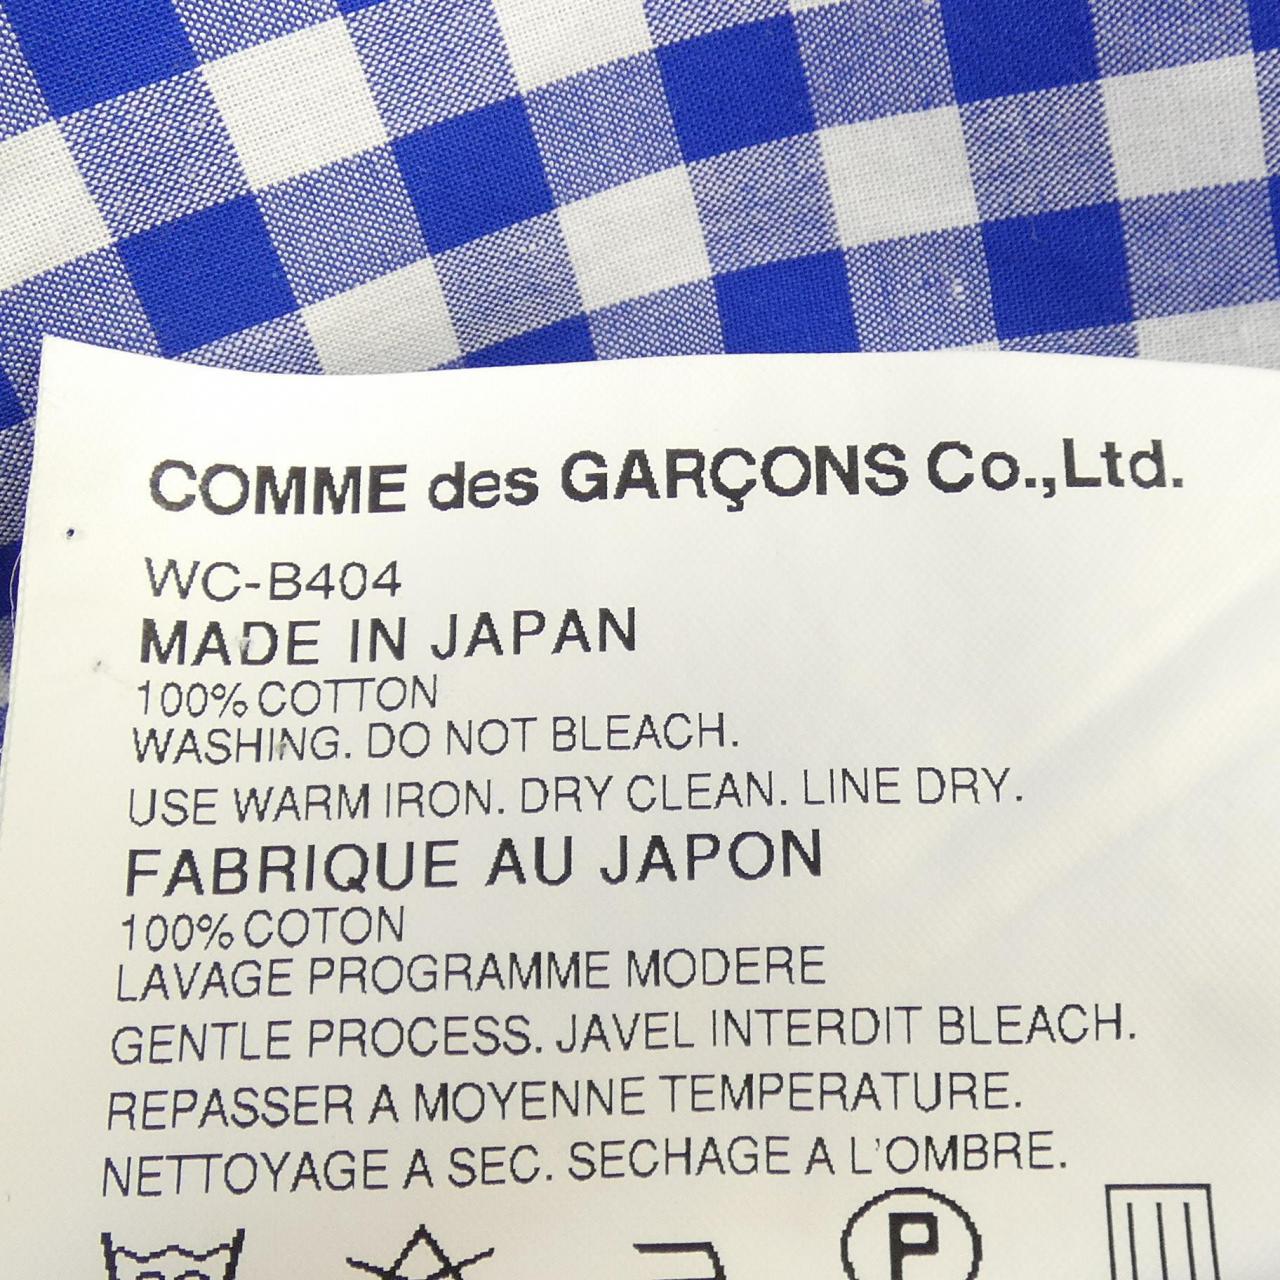 COMME des GARÇONS Co.,Ltd.
WC-B404
MADE IN JAPAN
100% COTTON
WASHING. DO NOT BLEACH.
USE WARM IRON. DRY CLEAN. LINE DRY.
FABRIQUE AU JAPON
100% COTON
LAVAGE PROGRAMME MODERE
GENTLE PROCESS. JAVEL INTERDIT BLEACH.
REPASSER A MOYENNE TEMPERATURE.
NETTOYAGE A SEC. SECHAGE A L'OMBRE.
P